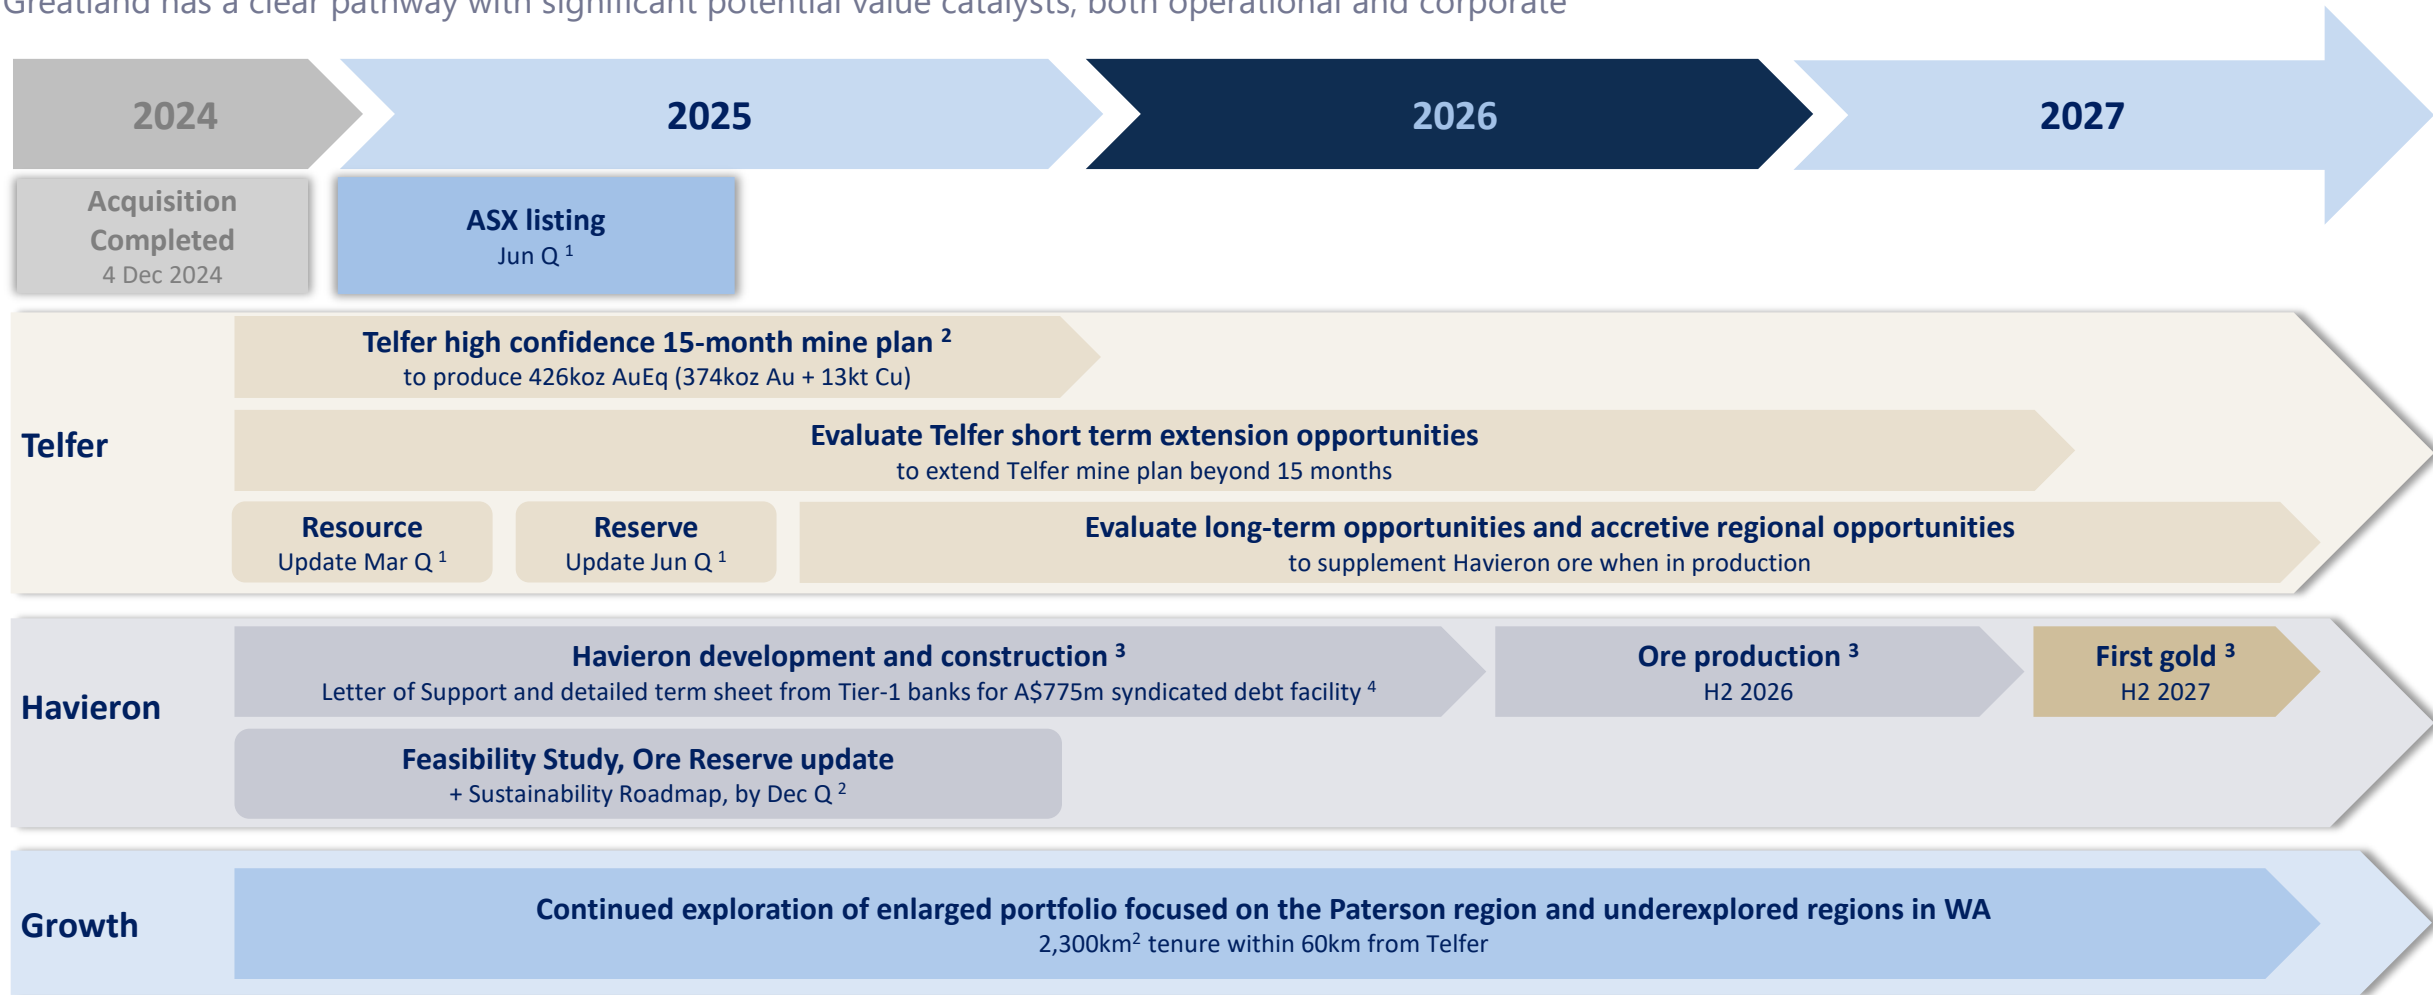 Greatland has a clear pathway with significant potential value catalysts, both operational and corporate
2024
2025
2026
2027
Acquisition
Completed
4 Dec 2024
ASX listing
Jun Q ¹
Telfer
Telfer high confidence 15-month mine plan ²
to produce 426koz AuEq (374koz Au + 13kt Cu)
Evaluate Telfer short term extension opportunities
to extend Telfer mine plan beyond 15 months
Resource
Update Mar Q ¹
Reserve
Update Jun Q ¹
Evaluate long-term opportunities and accretive regional opportunities
to supplement Havieron ore when in production
Havieron
Havieron development and construction ³
Letter of Support and detailed term sheet from Tier-1 banks for A$775m syndicated debt facility ⁴
Ore production ³
H2 2026
First gold ³
H2 2027
Feasibility Study, Ore Reserve update
+ Sustainability Roadmap, by Dec Q ²
Growth
Continued exploration of enlarged portfolio focused on the Paterson region and underexplored regions in WA
2,300km² tenure within 60km from Telfer